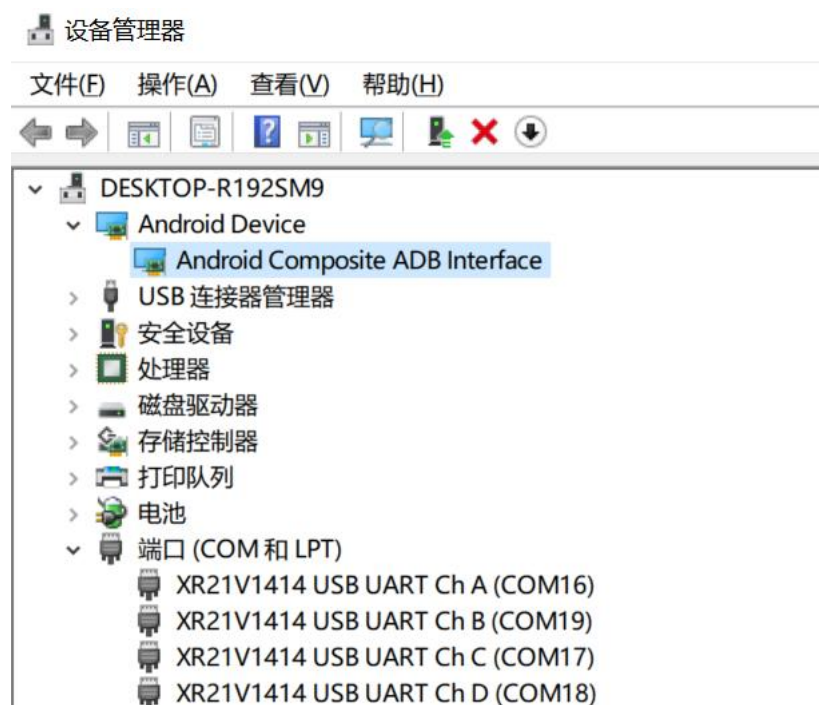 设备管理器
文件(F) 操作(A) 查看(V) 帮助(H)
DESKTOP-R192SM9
Android Device
Android Composite ADB Interface
USB 连接器管理器
安全设备
处理器
磁盘驱动器
存储控制器
打印队列
电池
端口 (COM 和 LPT)
XR21V1414 USB UART Ch A (COM16)
XR21V1414 USB UART Ch B (COM19)
XR21V1414 USB UART Ch C (COM17)
XR21V1414 USB UART Ch D (COM18)